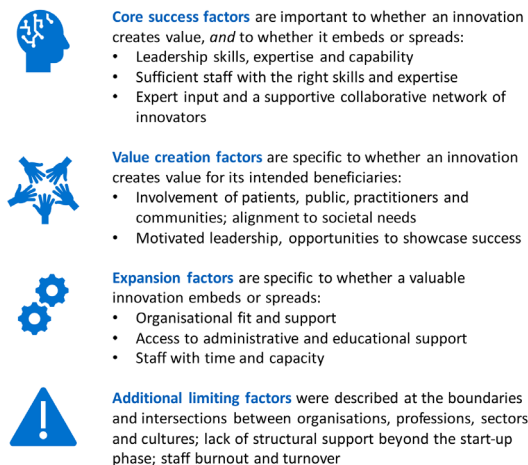 Core success factors are important to whether an innovation
creates value, and to whether it embeds or spreads:
• Leadership skills, expertise and capability
• Sufficient staff with the right skills and expertise
• Expert input and a supportive collaborative network of
innovators
Value creation factors are specific to whether an innovation
creates value for its intended beneficiaries:
• Involvement of patients, public, practitioners and
communities; alignment to societal needs
• Motivated leadership, opportunities to showcase success
Expansion factors are specific to whether a valuable
innovation embeds or spreads:
• Organisational fit and support
• Access to administrative and educational support
• Staff with time and capacity
Additional limiting factors were described at the boundaries
and intersections between organisations, professions, sectors
and cultures; lack of structural support beyond the start-up
phase; staff burnout and turnover